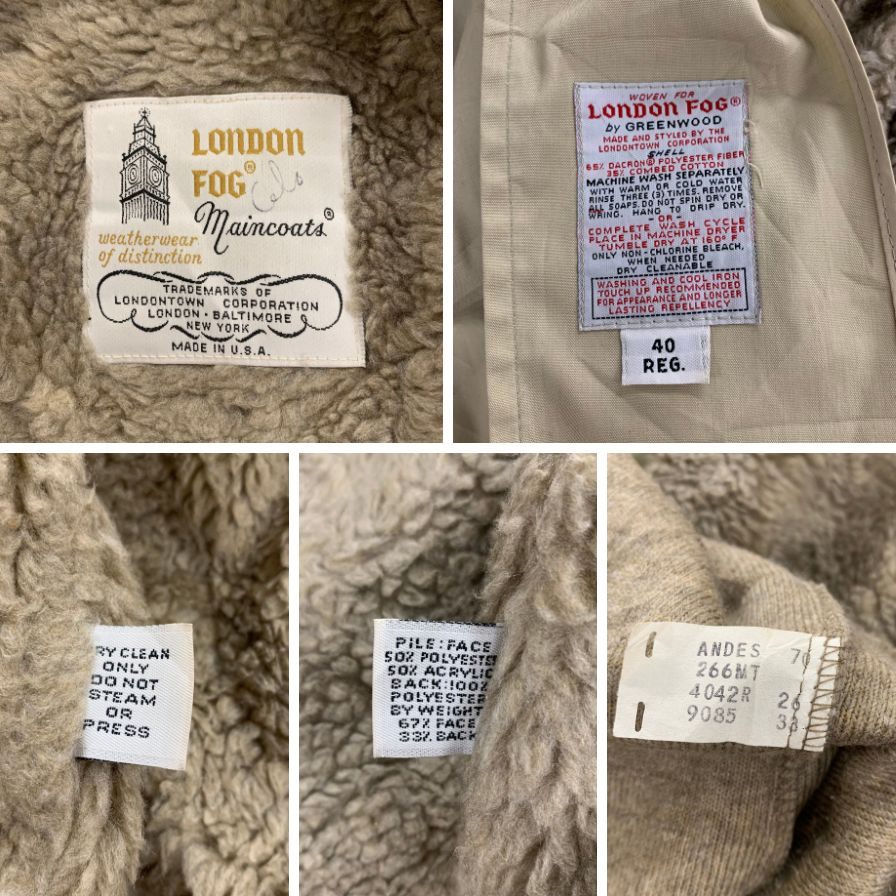 LONDON
FOG®
Maincoats®
weatherwear
of distinction
TRADEMARKS OF
LONDONTOWN CORPORATION
LONDON · BALTIMORE
NEW YORK
MADE IN U.S.A.
WOVEN FOR
LONDON FOG®
by GREENWOOD
MADE AND STYLED BY THE
LONDONTOWN CORPORATION
SHELL
65% DACRON® POLYESTER FIBER
35% COMBED COTTON
MACHINE WASH SEPARATELY
WITH WARM OR COLD WATER
RINSE THREE (3) TIMES. REMOVE
ALL SOAPS. DO NOT SPIN DRY OR
WRING. HANG TO DRIP DRY.
-OR-
COMPLETE WASH CYCLE
PLACE IN MACHINE DRYER
TUMBLE DRY AT 160° F
ONLY NON-CHLORINE BLEACH,
WHEN NEEDED
DRY CLEANABLE
WASHING AND COOL IRON
TOUCH UP RECOMMENDED
FOR APPEARANCE AND LONGER
LASTING REPELLENCY
40
REG.
RY CLEAN
ONLY
DO NOT
STEAM
OR
PRESS
PILE: FACE
50% POLYESTE
50% ACRYLIC
BACK: 100%
POLYESTER
BY WEIGHT
67% FACE
33% BACK
ANDES 70
266MT
4042R 26
9085 33